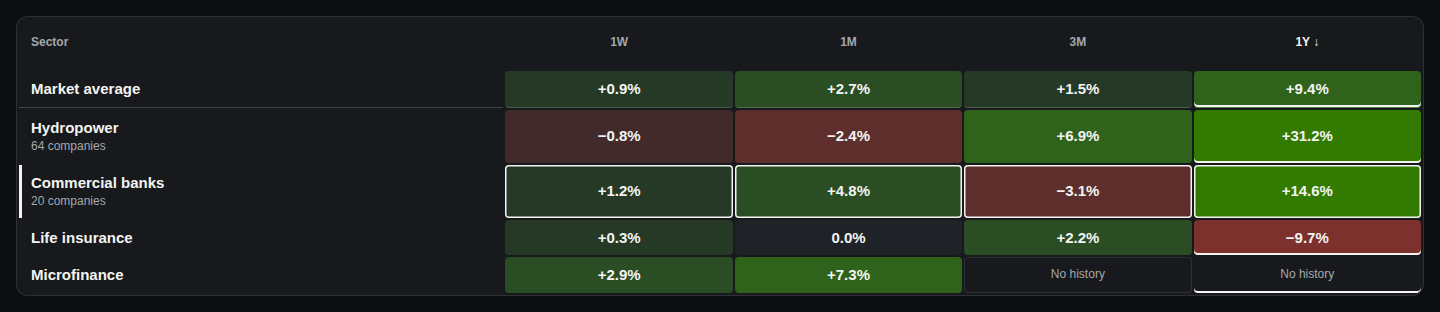 Sector 1W 1M 3M 1Y ↓
Market average +0.9% +2.7% +1.5% +9.4%
Hydropower
64 companies
−0.8% −2.4% +6.9% +31.2%
Commercial banks
20 companies
+1.2% +4.8% −3.1% +14.6%
Life insurance +0.3% 0.0% +2.2% −9.7%
Microfinance +2.9% +7.3% No history No history